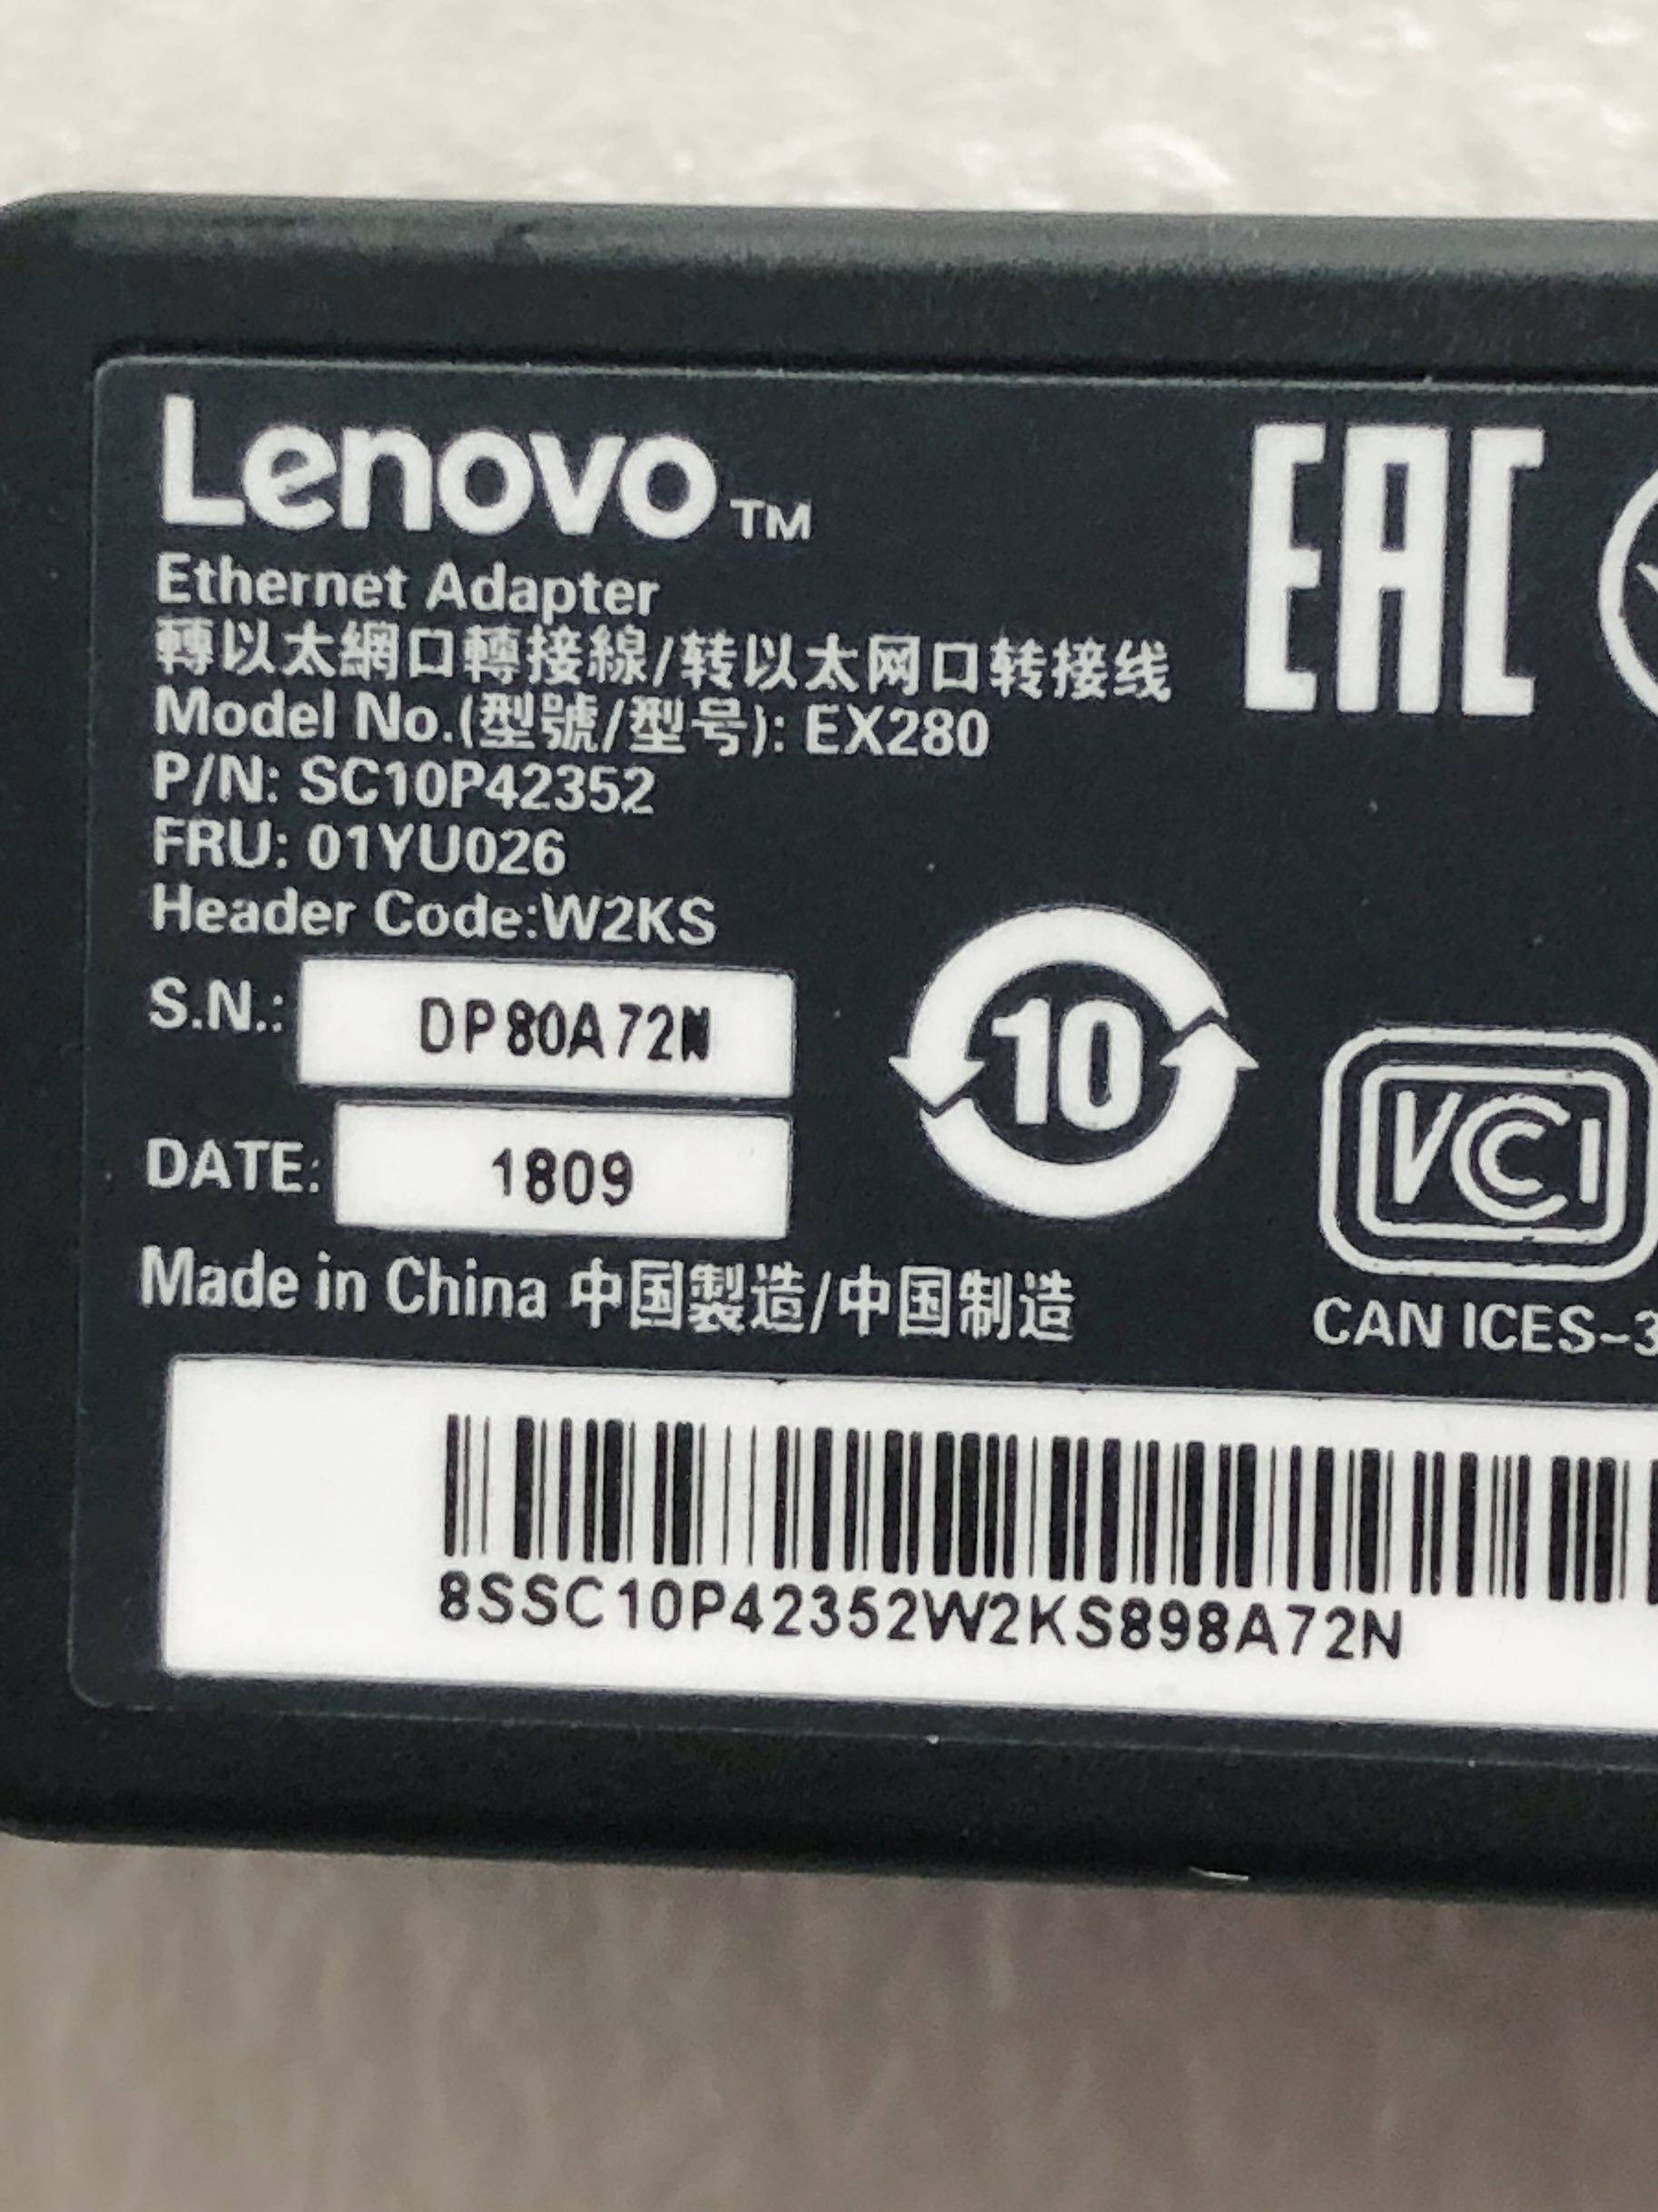 Lenovo™
EAC
Ethernet Adapter
轉以太網口轉接線/转以太网口转接线
Model No.(型號/型号): EX280
P/N: SC10P42352
FRU: 01YU026
Header Code:W2KS
S.N.: DP80A72N
10
DATE: 1809
VCCI
Made in China 中国製造/中国制造
CAN ICES-3
8SSC10P42352W2KS898A72N